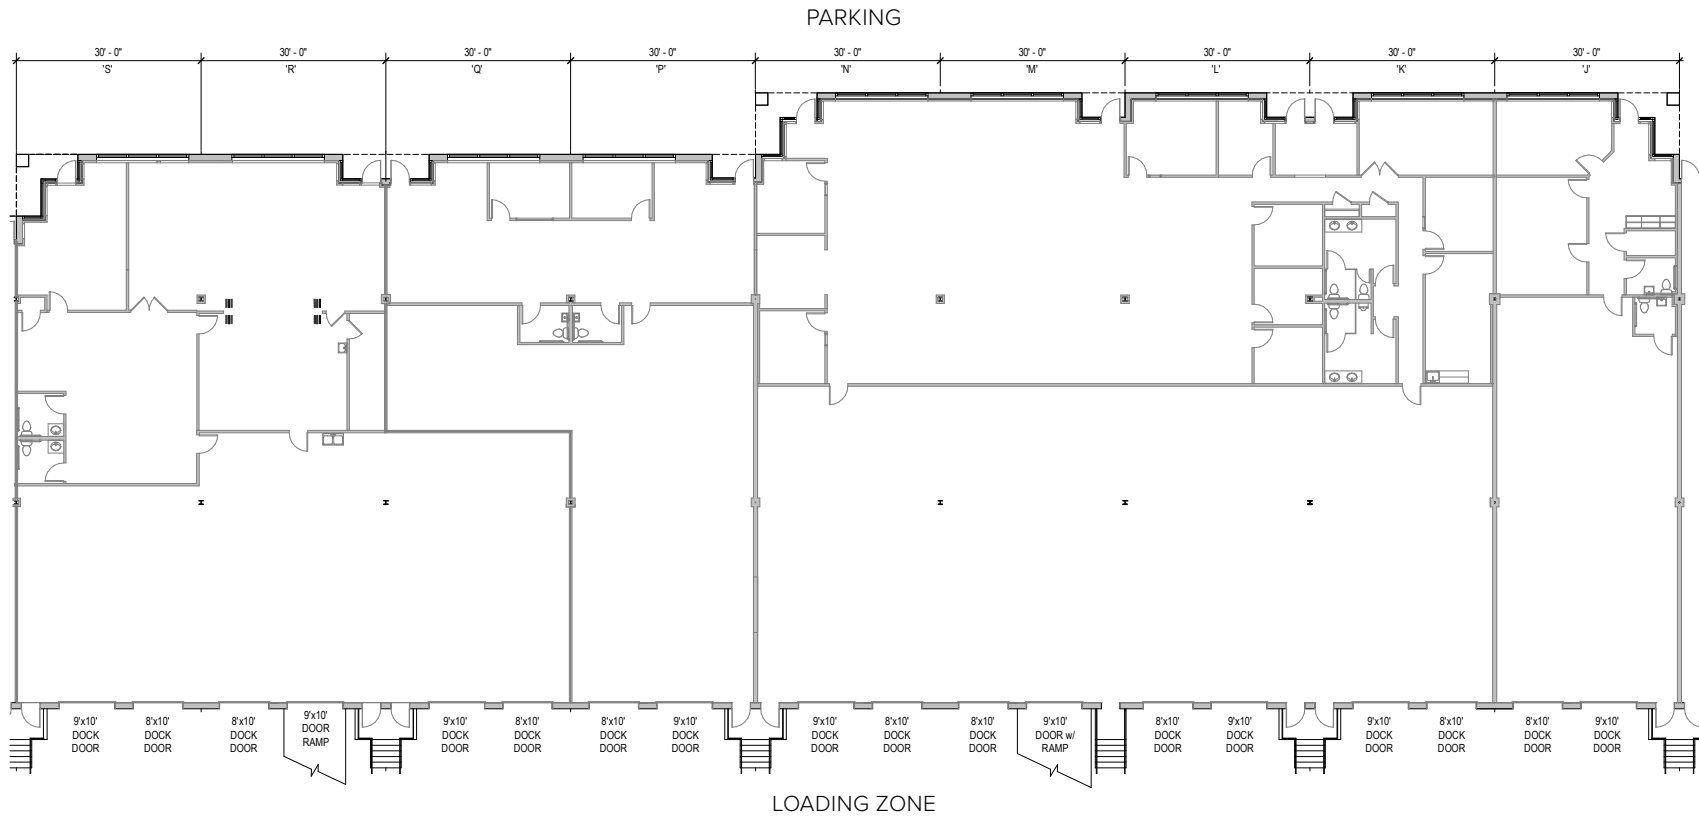 PARKING
30' - 0" 30' - 0" 30' - 0" 30' - 0" 30' - 0" 30' - 0" 30' - 0" 30' - 0" 30' - 0"
'S' 'R' 'Q' 'P' 'N' 'M' 'L' 'K' 'J'
9'x10'
DOCK
DOOR
8'x10'
DOCK
DOOR
8'x10'
DOCK
DOOR
9'x10'
DOOR
RAMP
9'x10'
DOCK
DOOR
8'x10'
DOCK
DOOR
8'x10'
DOCK
DOOR
9'x10'
DOCK
DOOR
9'x10'
DOCK
DOOR
8'x10'
DOCK
DOOR
9'x10'
DOCK
DOOR
9'x10'
DOOR w/
RAMP
8'x10'
DOCK
DOOR
9'x10'
DOCK
DOOR
9'x10'
DOCK
DOOR
8'x10'
DOCK
DOOR
8'x10'
DOCK
DOOR
9'x10'
DOCK
DOOR
LOADING ZONE